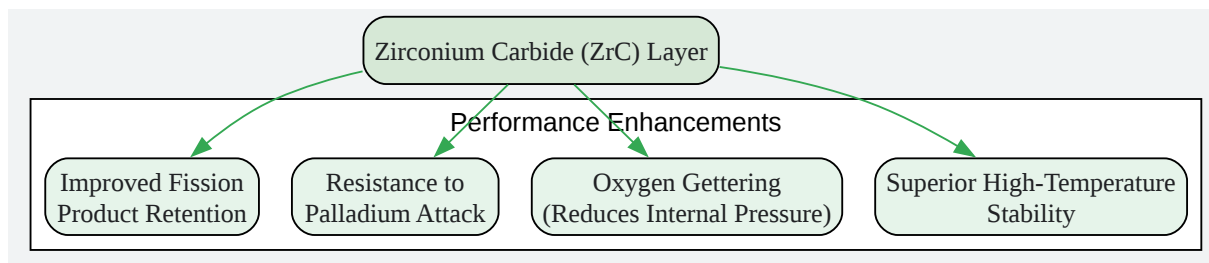 Zirconium Carbide (ZrC) Layer
Performance Enhancements
Improved Fission
Product Retention
Resistance to
Palladium Attack
Oxygen Gettering
(Reduces Internal Pressure)
Superior High-Temperature
Stability